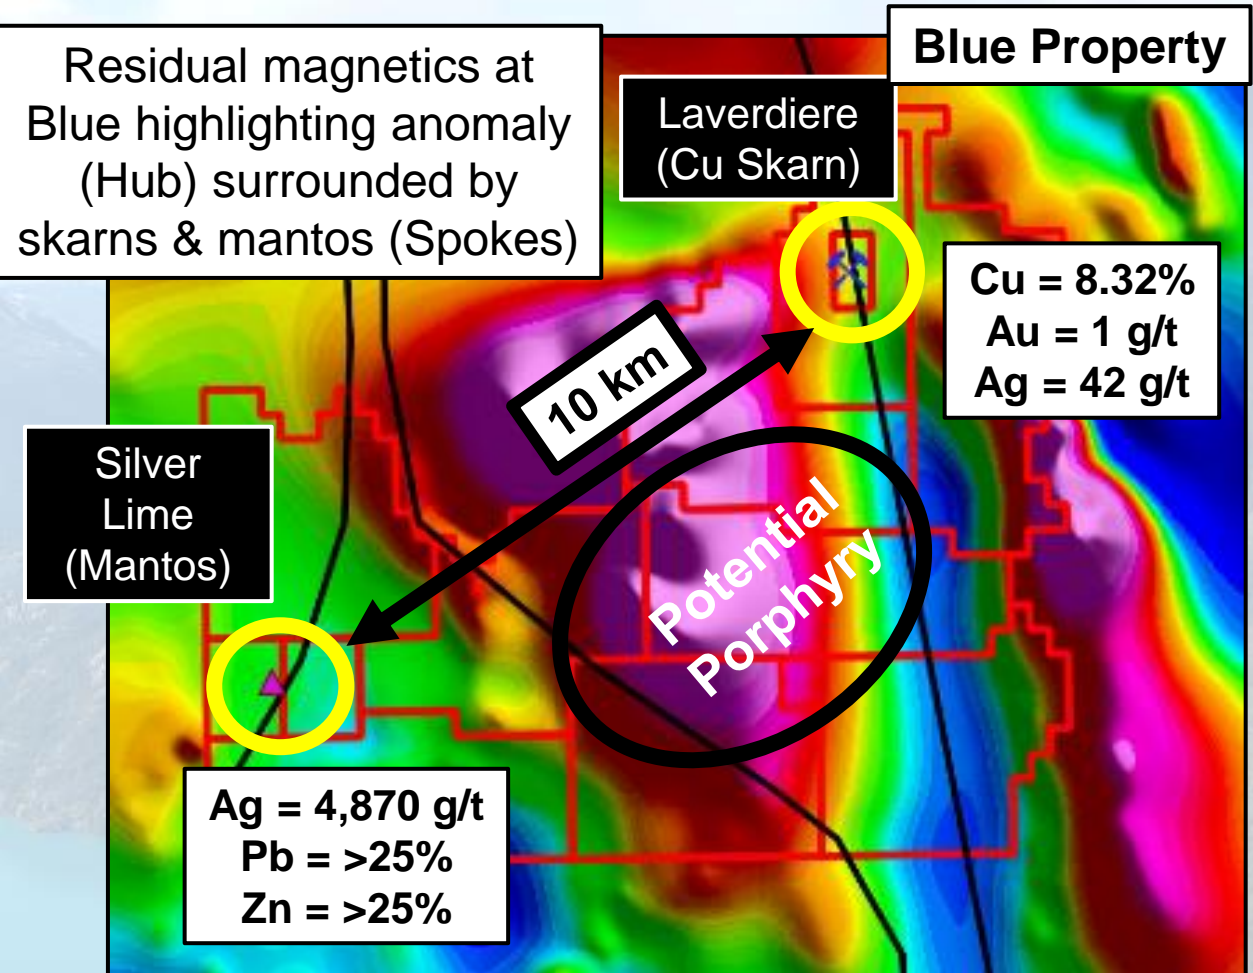 Residual magnetics at
Blue highlighting anomaly
(Hub) surrounded by
skarns & mantos (Spokes)
Blue Property
Laverdiere
(Cu Skarn)
Cu = 8.32%
Au = 1 g/t
Ag = 42 g/t
10 km
Silver
Lime
(Mantos)
Potential
Porphyry
Ag = 4,870 g/t
Pb = >25%
Zn = >25%